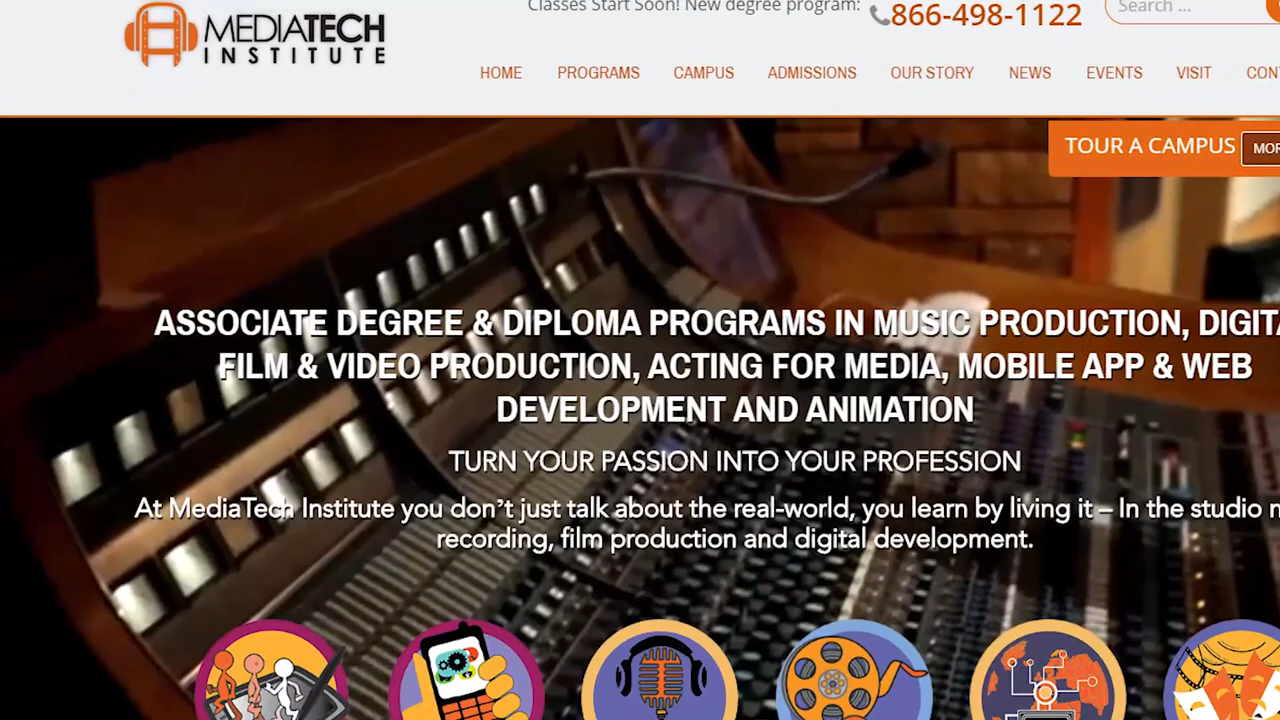 MEDIATECH
INSTITUTE
Classes Start Soon! New degree program:
866-498-1122
Search ...
HOME PROGRAMS CAMPUS ADMISSIONS OUR STORY NEWS EVENTS VISIT
TOUR A CAMPUS
ASSOCIATE DEGREE & DIPLOMA PROGRAMS IN MUSIC PRODUCTION,
FILM & VIDEO PRODUCTION, ACTING FOR MEDIA, MOBILE APP & WEB
DEVELOPMENT AND ANIMATION
TURN YOUR PASSION INTO YOUR PROFESSION
At MediaTech Institute you don't just talk about the real-world, you learn by living it – In the studio
recording, film production and digital development.